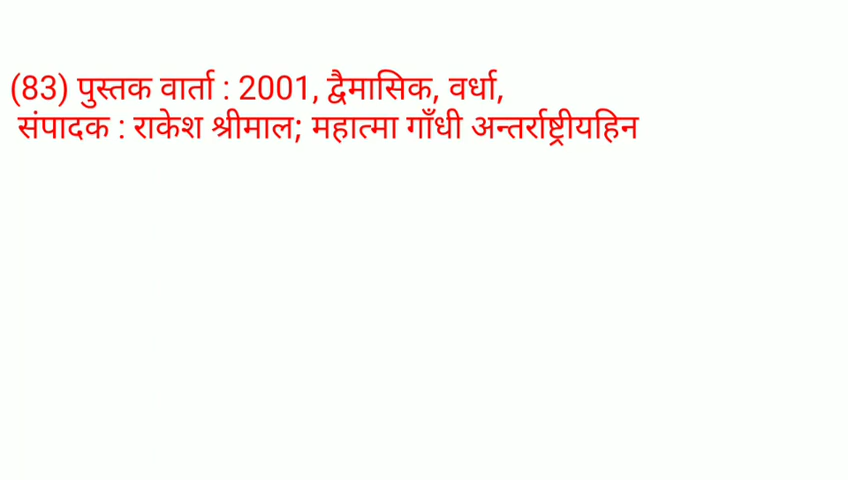 (83) पुस्तक वार्ता : 2001, द्वैमासिक, वर्धा,
संपादक : राकेश श्रीमाल; महात्मा गाँधी अन्तर्राष्ट्रीयहिन